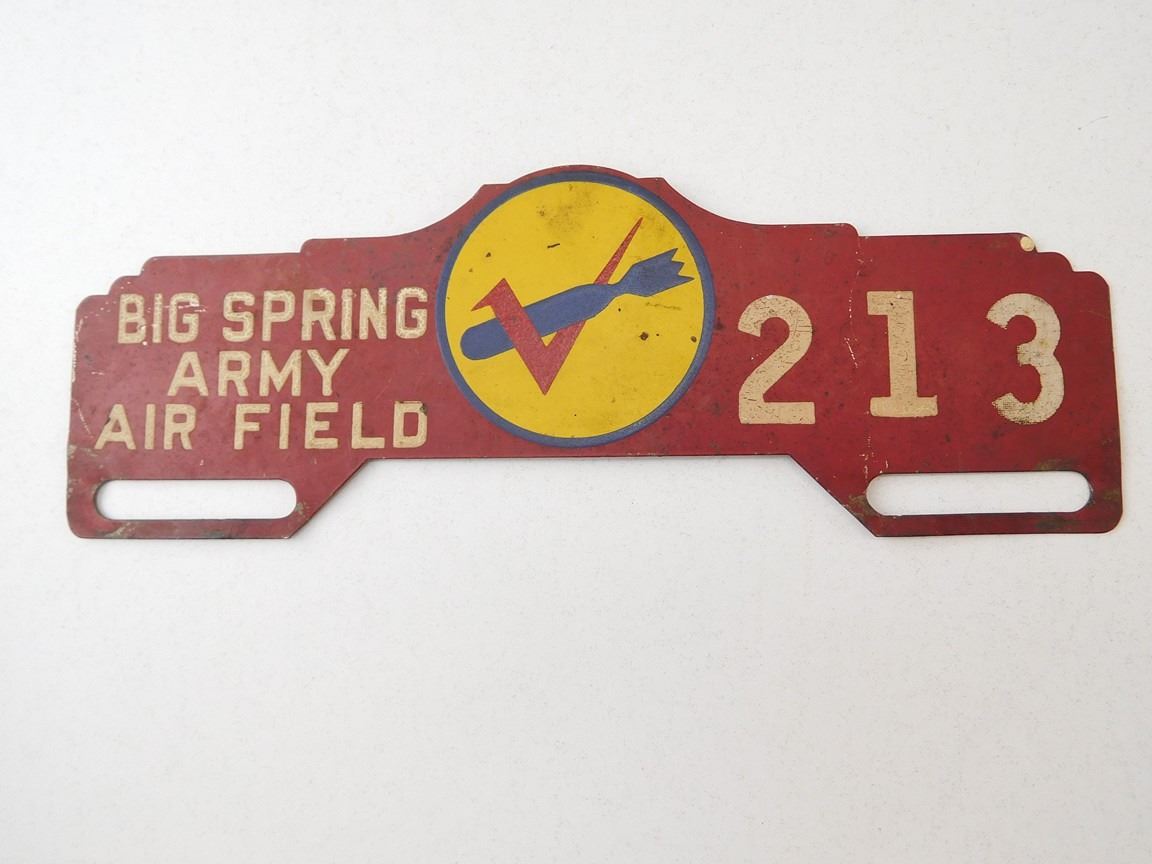 BIG SPRING
ARMY
AIR FIELD
213